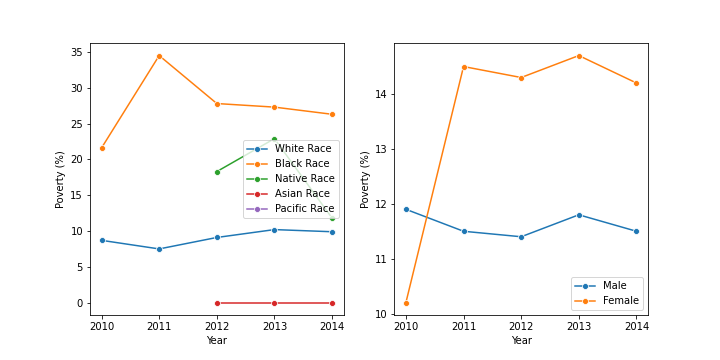 35
30
25
20
15
10
5
0
Poverty (%)
2010 2011 2012 2013 2014
Year
White Race
Black Race
Native Race
Asian Race
Pacific Race
14
13
12
11
10
Poverty (%)
2010 2011 2012 2013 2014
Year
Male
Female